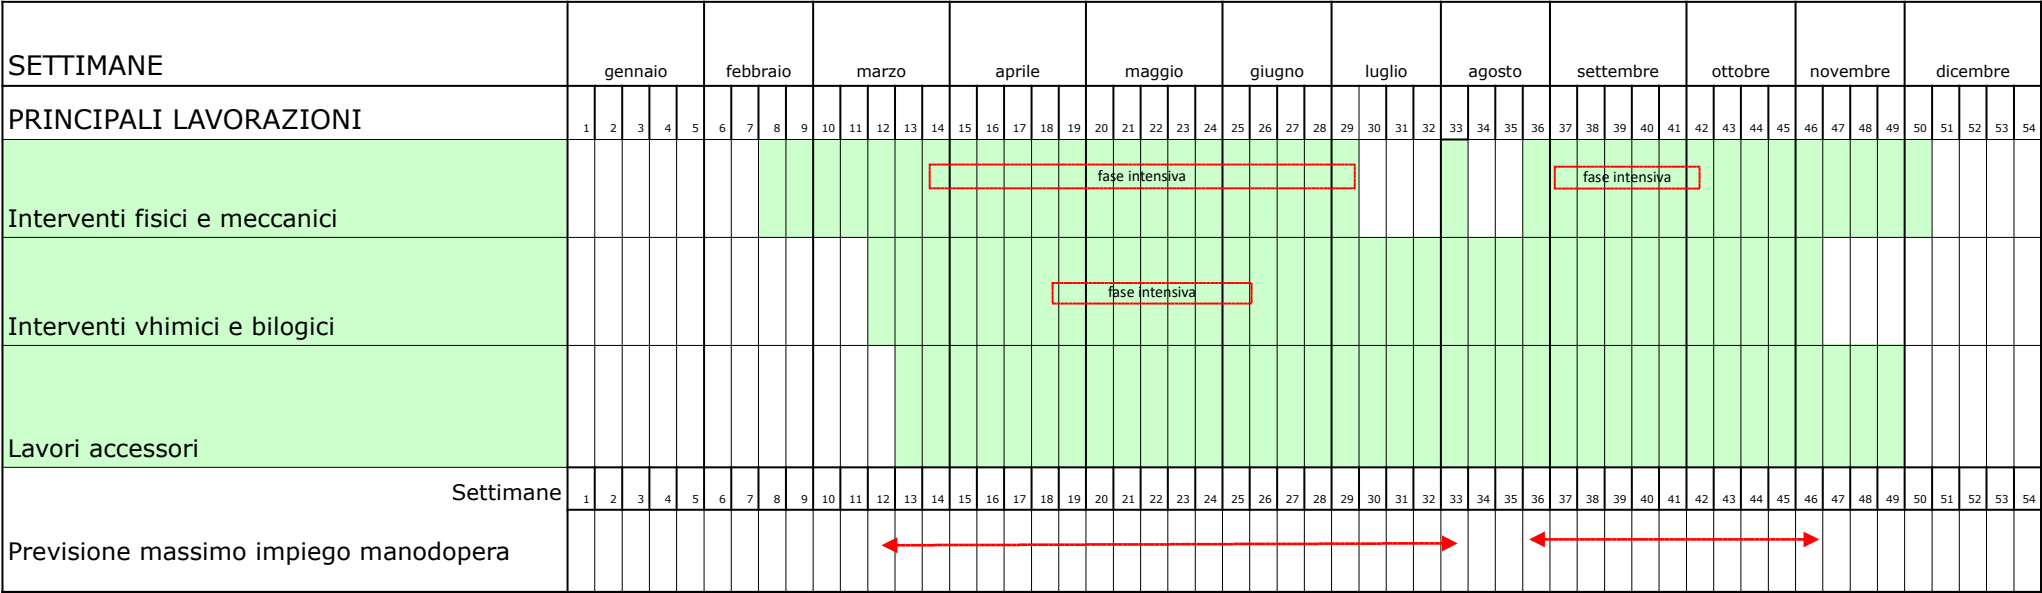 SETTIMANE gennaio febbraio marzo aprile maggio giugno luglio agosto settembre ottobre novembre dicembre
PRINCIPALI LAVORAZIONI 1 2 3 4 5 6 7 8 9 10 11 12 13 14 15 16 17 18 19 20 21 22 23 24 25 26 27 28 29 30 31 32 33 34 35 36 37 38 39 40 41 42 43 44 45 46 47 48 49 50 51 52 53 54
fase intensiva fase intensiva
Interventi fisici e meccanici
fase intensiva
Interventi vhimici e bilogici
Lavori accessori
Settimane 1 2 3 4 5 6 7 8 9 10 11 12 13 14 15 16 17 18 19 20 21 22 23 24 25 26 27 28 29 30 31 32 33 34 35 36 37 38 39 40 41 42 43 44 45 46 47 48 49 50 51 52 53 54
Previsione massimo impiego manodopera